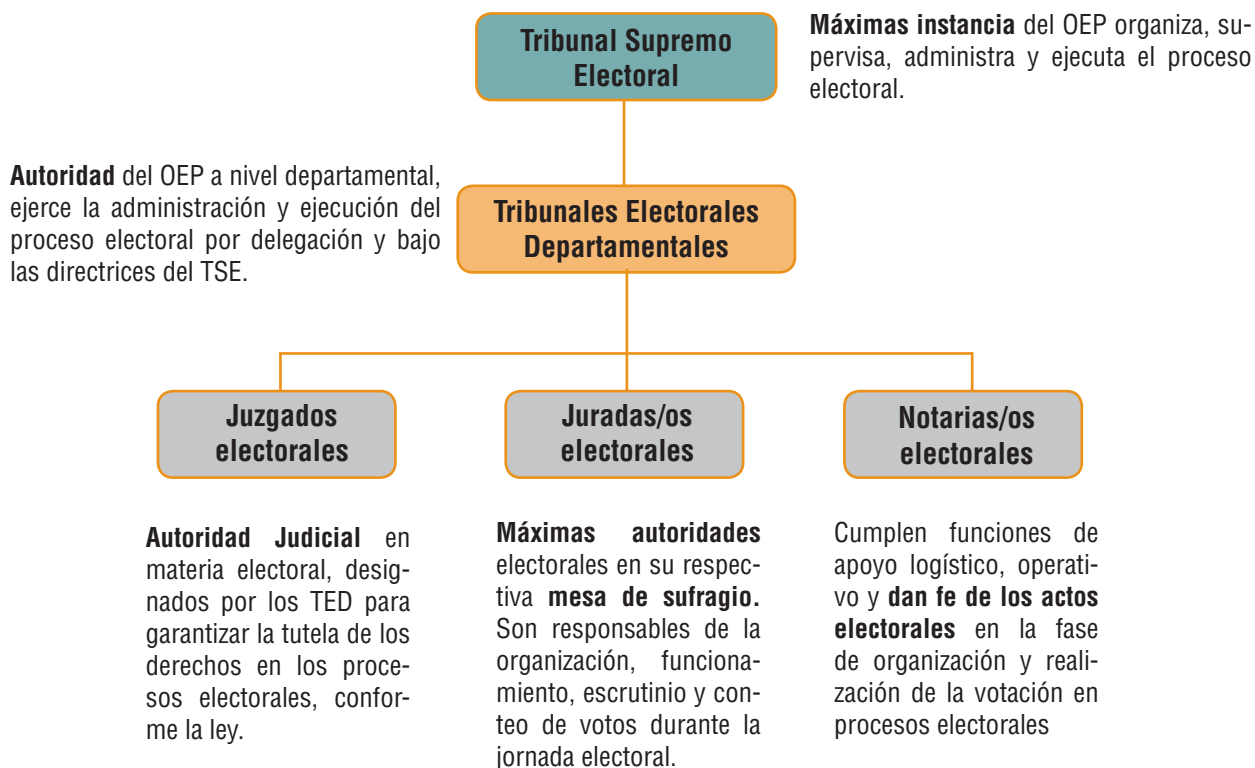 Tribunal Supremo
Electoral
Máximas instancia del OEP organiza, su-
pervisa, administra y ejecuta el proceso
electoral.
Autoridad del OEP a nivel departamental,
ejerce la administración y ejecución del
proceso electoral por delegación y bajo
las directrices del TSE.
Tribunales Electorales
Departamentales
Juzgados
electorales
Juradas/os
electorales
Notarias/os
electorales
Autoridad Judicial en
materia electoral, desig-
nados por los TED para
garantizar la tutela de los
derechos en los proce-
sos electorales, confor-
me la ley.
Máximas autoridades
electorales en su respec-
tiva mesa de sufragio.
Son responsables de la
organización, funciona-
miento, escrutinio y con-
teo de votos durante la
jornada electoral.
Cumplen funciones de
apoyo logístico, operati-
vo y dan fe de los actos
electorales en la fase
de organización y reali-
zación de la votación en
procesos electorales